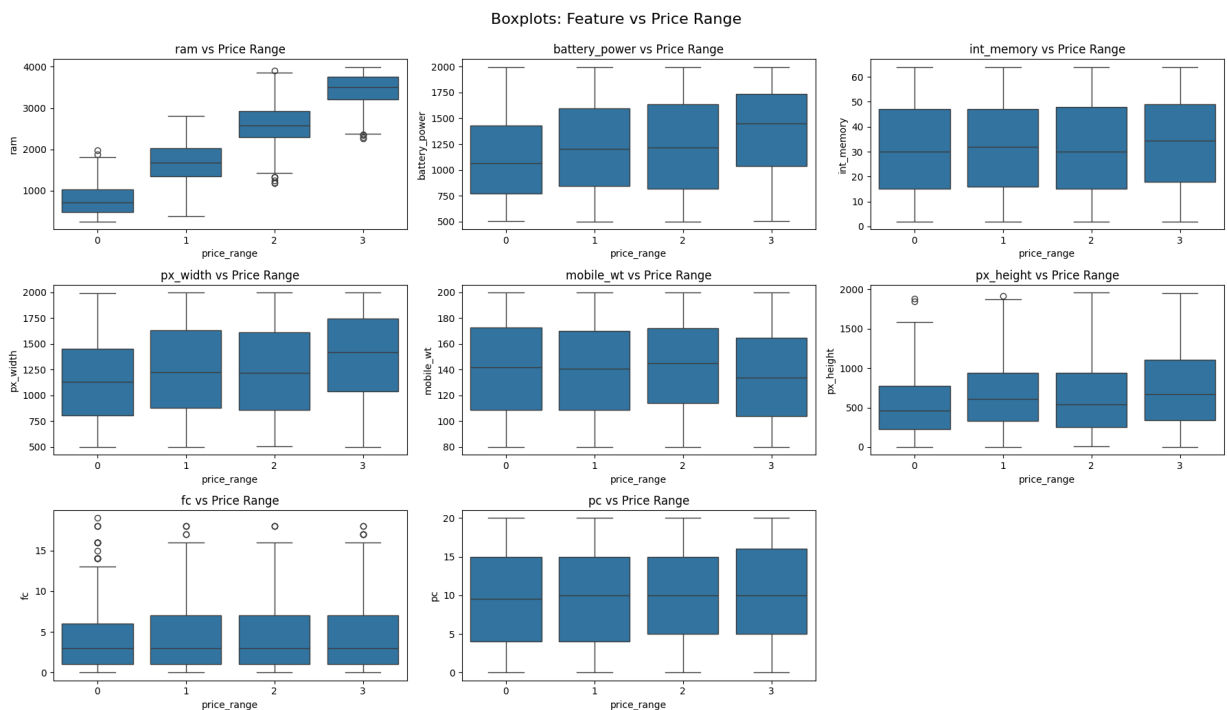 Boxplots: Feature vs Price Range
ram vs Price Range
4000
3000
2000
1000
ram
0 1 2 3
price_range
battery_power vs Price Range
2000
1750
1500
1250
1000
750
500
battery_power
0 1 2 3
price_range
int_memory vs Price Range
60
50
40
30
20
10
0
int_memory
0 1 2 3
price_range
px_width vs Price Range
2000
1750
1500
1250
1000
750
500
px_width
0 1 2 3
price_range
mobile_wt vs Price Range
200
180
160
140
120
100
80
mobile_wt
0 1 2 3
price_range
px_height vs Price Range
2000
1500
1000
500
0
px_height
0 1 2 3
price_range
fc vs Price Range
15
10
5
0
fc
0 1 2 3
price_range
pc vs Price Range
20
15
10
5
0
pc
0 1 2 3
price_range